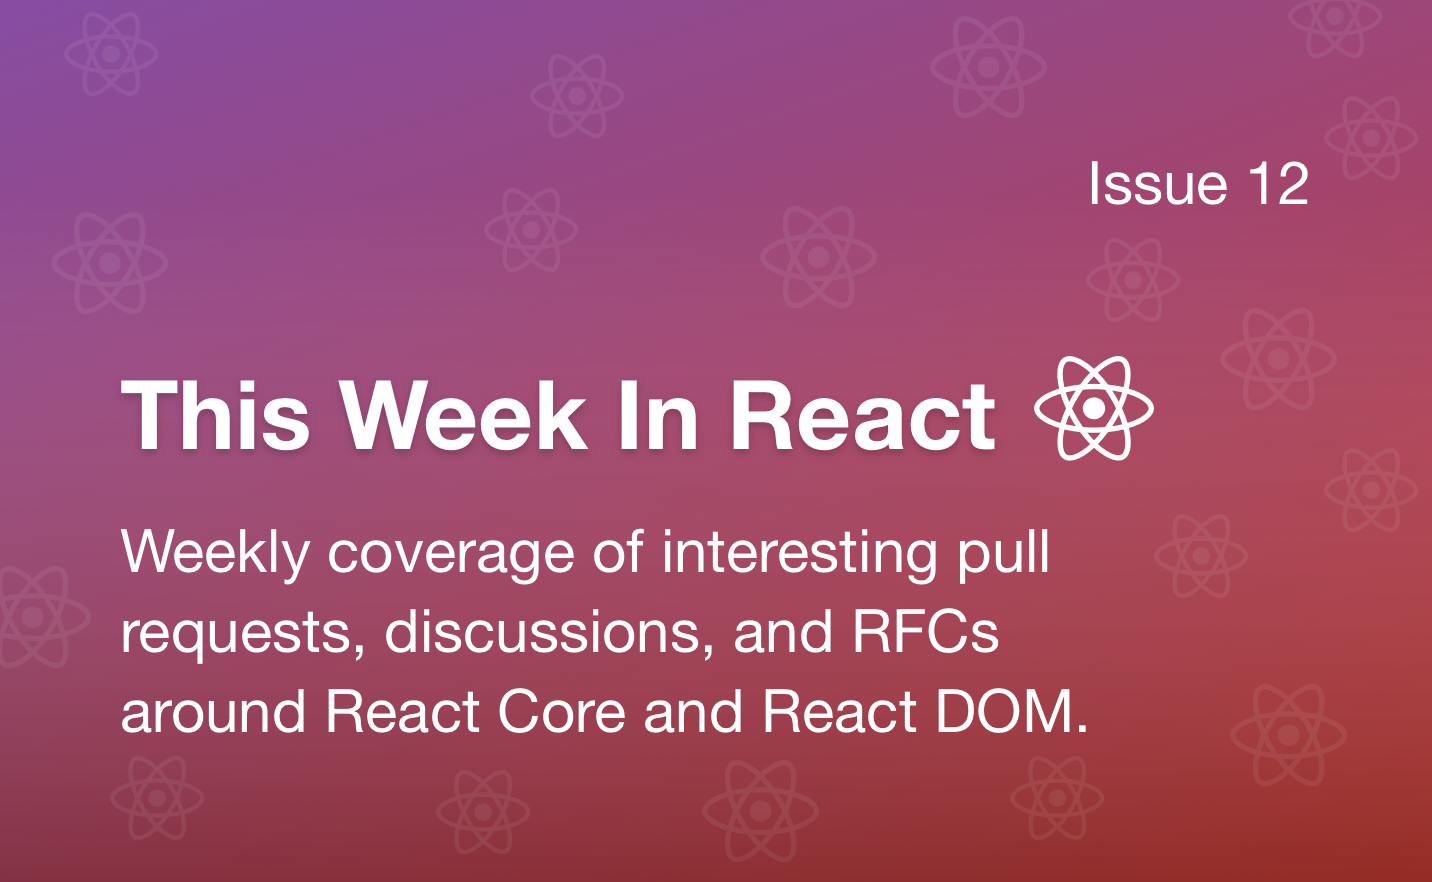 Issue 12
This Week In React
Weekly coverage of interesting pull
requests, discussions, and RFCs
around React Core and React DOM.